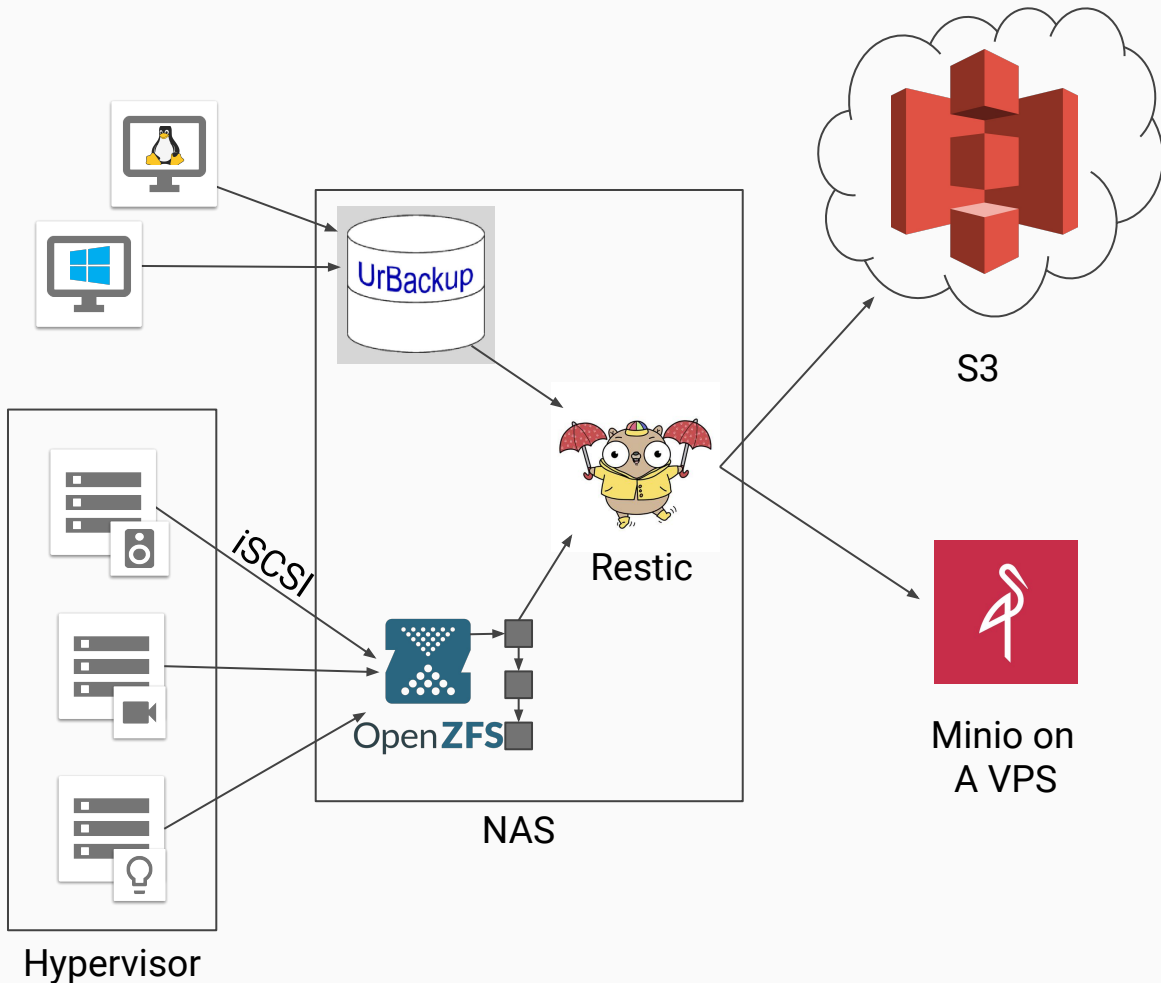 UrBackup
S3
iSCSI
Restic
OpenZFS
Minio on
A VPS
NAS
Hypervisor